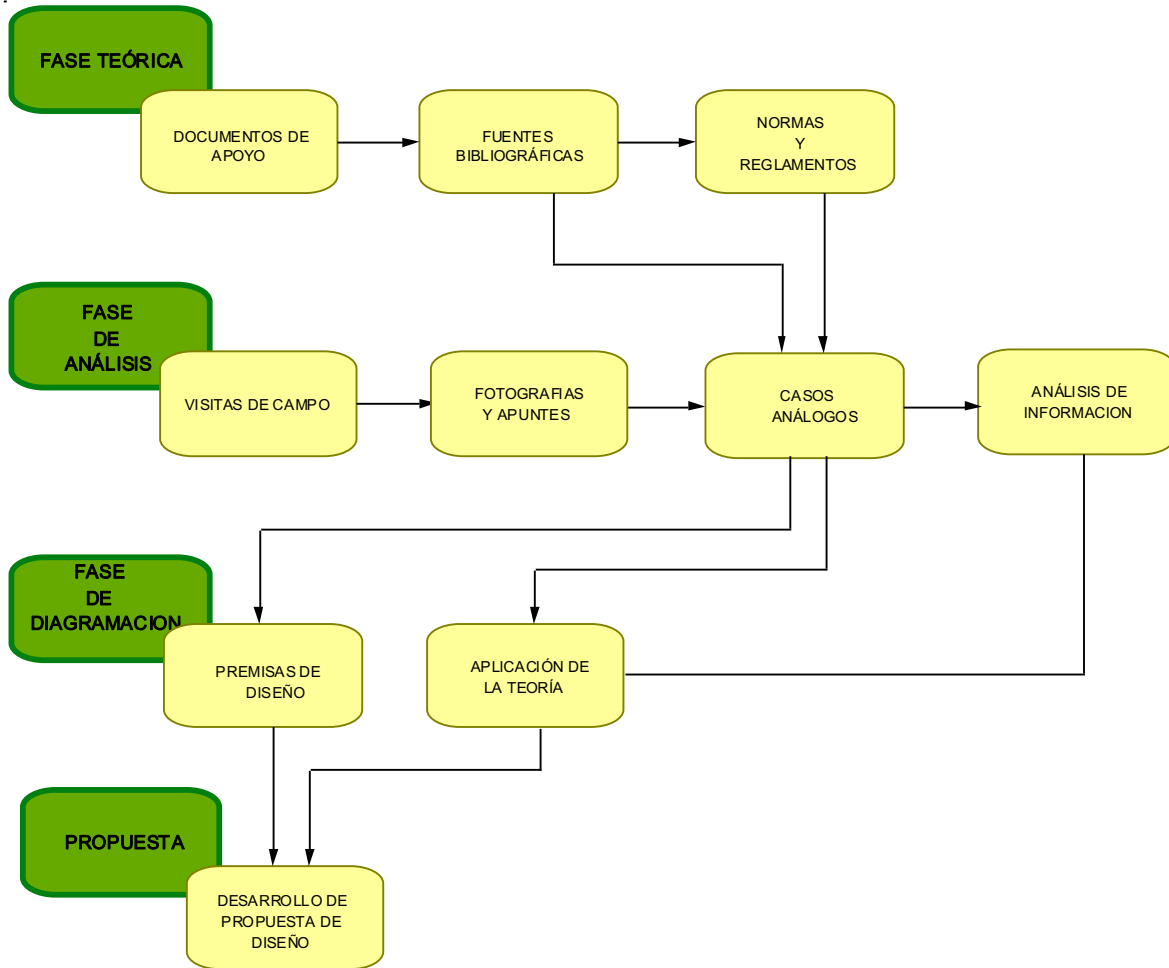 FASE TEÓRICA
DOCUMENTOS DE
APOYO
FUENTES
BIBLIOGRÁFICAS
NORMAS
Y
REGLAMENTOS
FASE
DE
ANÁLISIS
VISITAS DE CAMPO
FOTOGRAFIAS
Y APUNTES
CASOS
ANÁLOGOS
ANÁLISIS DE
INFORMACION
FASE
DE
DIAGRAMACION
PREMISAS DE
DISEÑO
APLICACIÓN DE
LA TEORÍA
PROPUESTA
DESARROLLO DE
PROPUESTA DE
DISEÑO